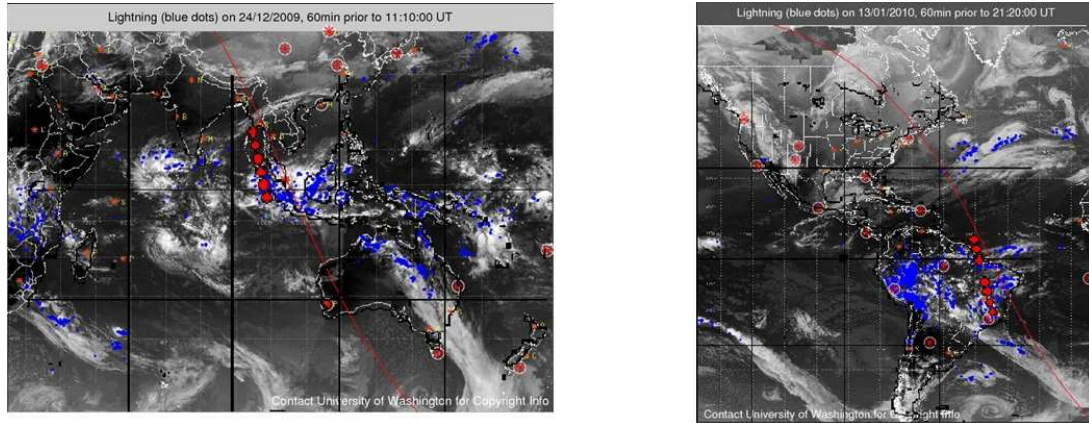 Lightning (blue dots) on 24/12/2009, 60min prior to 11:10:00 UT
Contact University of Washington for Copyright Info
Lightning (blue dots) on 13/01/2010, 60min prior to 21:20:00 UT
Contact University of Washington for Copyright Info